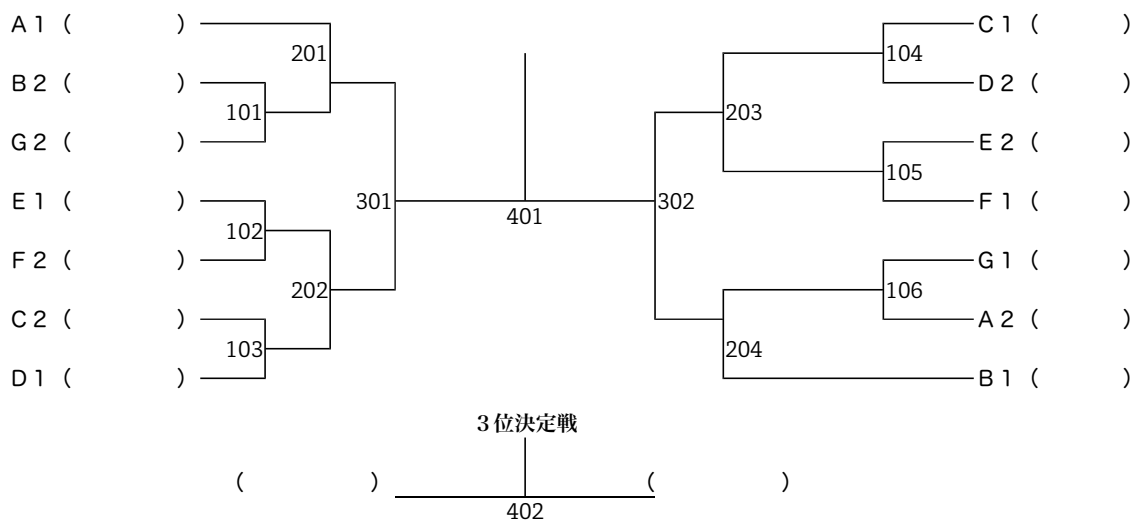 A1 (      )
C1 (      )
201
104
B2 (      )
D2 (      )
101
203
G2 (      )
E2 (      )
105
E1 (      )
301
401
302
F1 (      )
102
F2 (      )
G1 (      )
202
106
C2 (      )
A2 (      )
103
204
D1 (      )
B1 (      )
3位決定戦
(      )
(      )
402